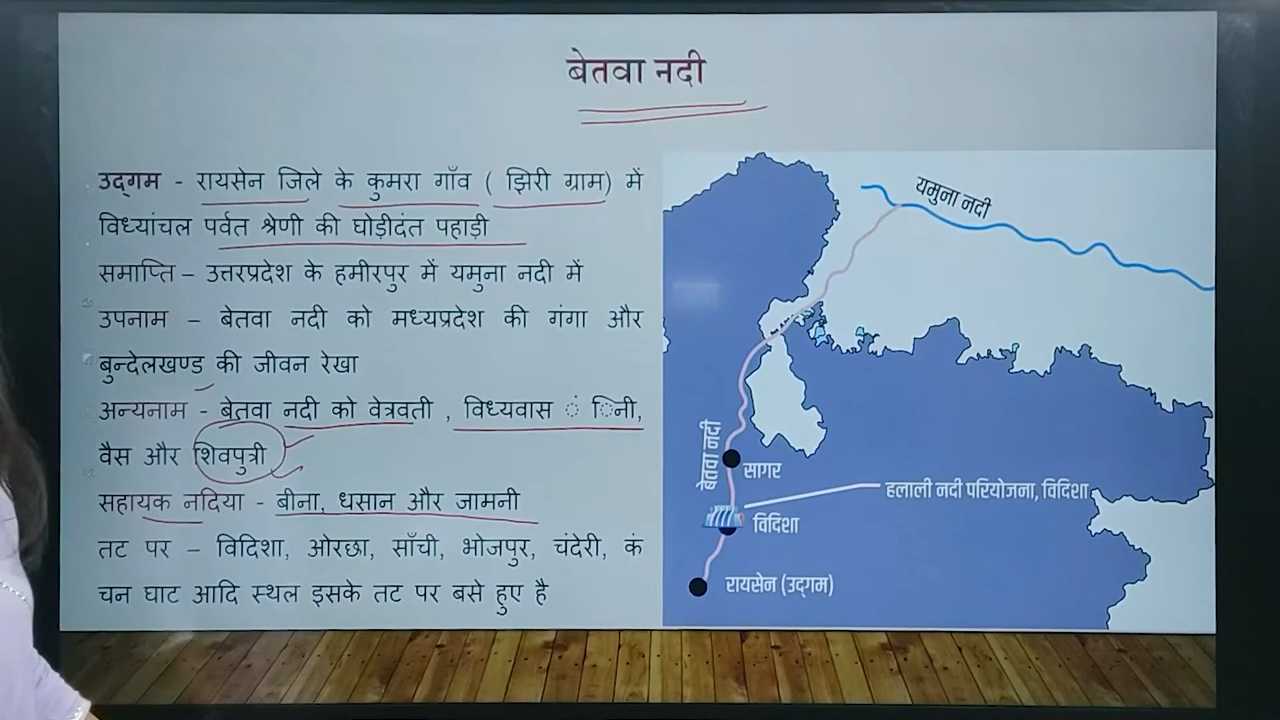 बेतवा नदी
उद्गम - रायसेन जिले के कुमरा गाँव ( झिरी ग्राम) में
विध्यांचल पर्वत श्रेणी की घोड़ीदंत पहाड़ी
समाप्ति – उत्तरप्रदेश के हमीरपुर में यमुना नदी में
उपनाम – बेतवा नदी को मध्यप्रदेश की गंगा और
बुन्देलखण्ड की जीवन रेखा
अन्यनाम - बेतवा नदी को वेत्रवती , विध्यवास ं िनी,
वैस और शिवपुत्री
सहायक नदिया - बीना, धसान और जामनी
तट पर – विदिशा, ओरछा, साँची, भोजपुर, चंदेरी, कं
चन घाट आदि स्थल इसके तट पर बसे हुए है
यमुना नदी
बेतवा नदी
सागर
हलाली नदी परियोजना, विदिशा
विदिशा
रायसेन (उद्गम)